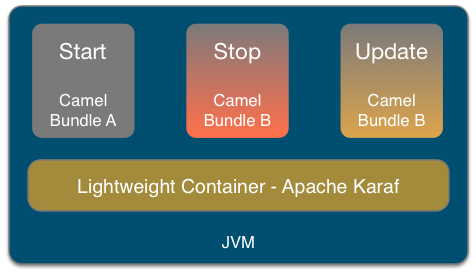 Start
Camel
Bundle A
Stop
Camel
Bundle B
Update
Camel
Bundle B
Lightweight Container - Apache Karaf
JVM